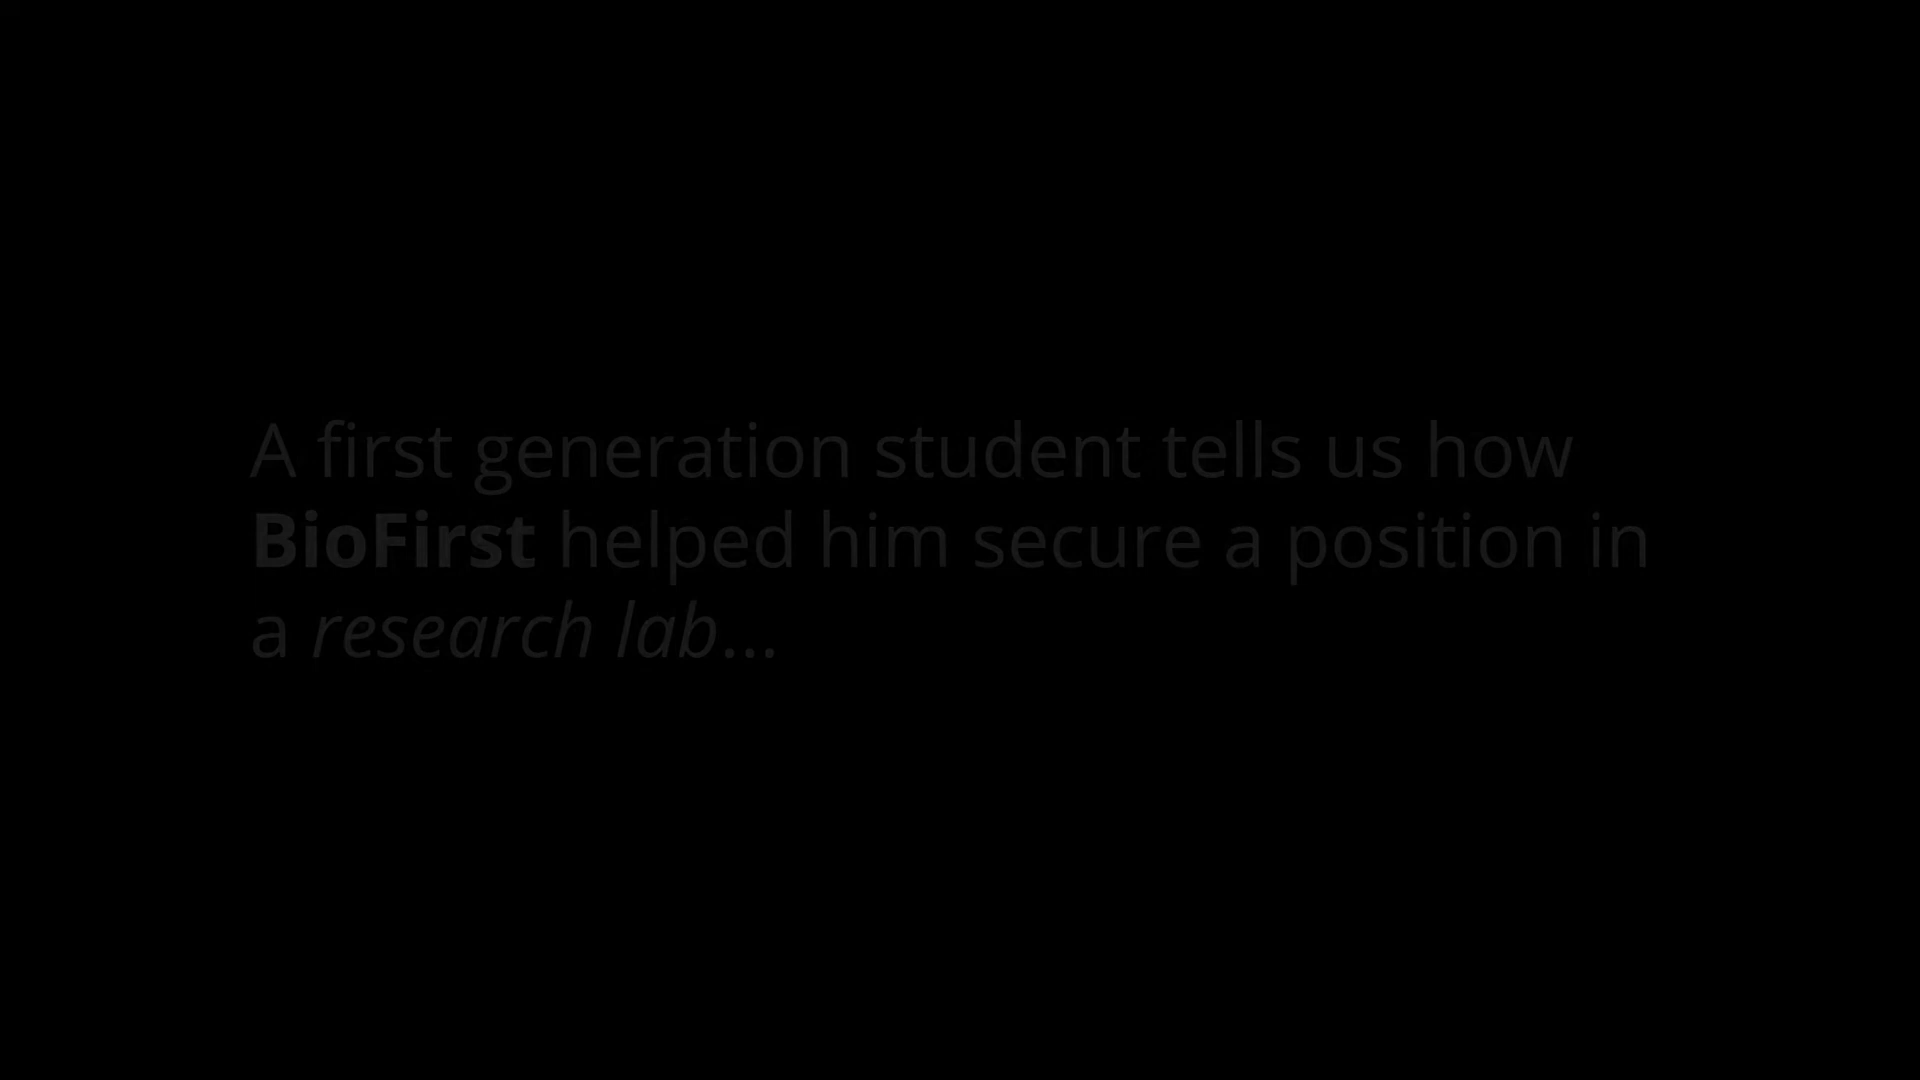 A first generation student tells us how
BioFirst helped him secure a position in
a research lab...